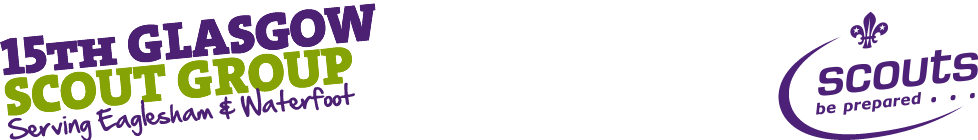 15TH GLASGOW
SCOUT GROUP
Serving Eaglesham & Waterfoot
scouts
be prepared . . .